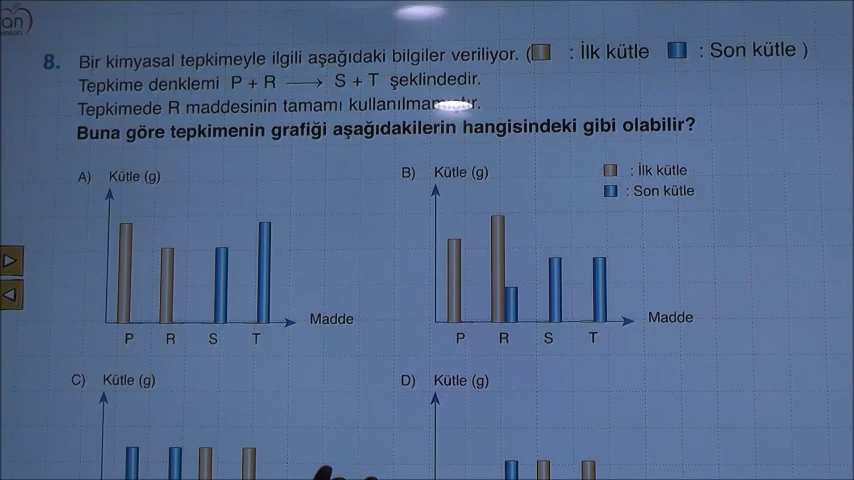 an
8. Bir kimyasal tepkimeyle ilgili aşağıdaki bilgiler veriliyor. ( : İlk kütle : Son kütle )
Tepkime denklemi P + R → S + T şeklindedir.
Tepkimede R maddesinin tamamı
Buna göre tepkimenin grafiği aşağıdakilerin hangisindeki gibi olabilir?
A) Kütle (g)
Madde
P R S T
B) Kütle (g)
: İlk kütle
: Son kütle
Madde
P R S T
C) Kütle (g)
D) Kütle (g)